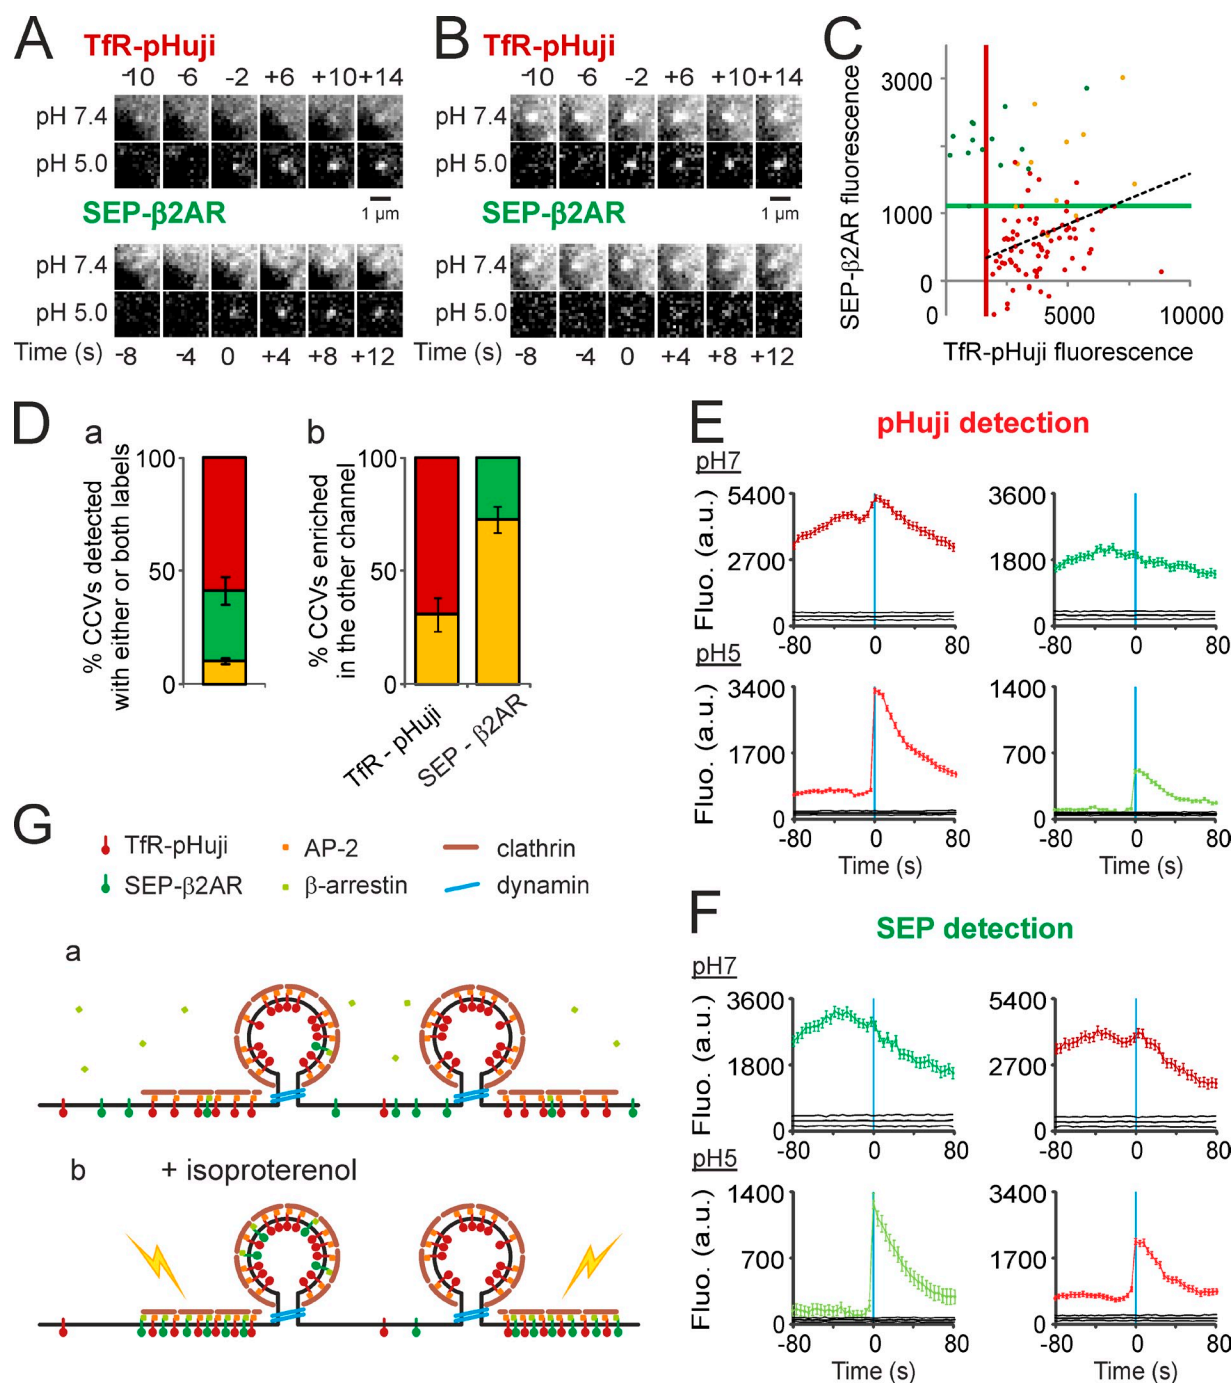 A
TfR-pHuji
-10 -6 -2 +6 +10 +14
pH 7.4
pH 5.0
1 µm
SEP-β2AR
pH 7.4
pH 5.0
Time (s) -8 -4 0 +4 +8 +12
B
TfR-pHuji
-10 -6 -2 +6 +10 +14
pH 7.4
pH 5.0
1 µm
SEP-β2AR
pH 7.4
pH 5.0
Time (s) -8 -4 0 +4 +8 +12
C
SEP-β2AR fluorescence
3000
1000
0
0 5000 10000
TfR-pHuji fluorescence
D
a
% CCVs detected
with either or both labels
100
50
0
b
% CCVs enriched
in the other channel
100
50
0
TfR - pHuji
SEP - β2AR
E
pHuji detection
pH7
Fluo. (a.u.)
5400
2700
0
-80 0 80
3600
1800
0
-80 0 80
pH5
Fluo. (a.u.)
3400
1700
0
-80 0 80
Time (s)
1400
700
0
-80 0 80
Time (s)
F
SEP detection
pH7
Fluo. (a.u.)
3600
1800
0
-80 0 80
5400
2700
0
-80 0 80
pH5
Fluo. (a.u.)
1400
700
0
-80 0 80
Time (s)
3400
1700
0
-80 0 80
Time (s)
G
TfR-pHuji
SEP-β2AR
AP-2
β-arrestin
clathrin
dynamin
a
b
+ isoproterenol